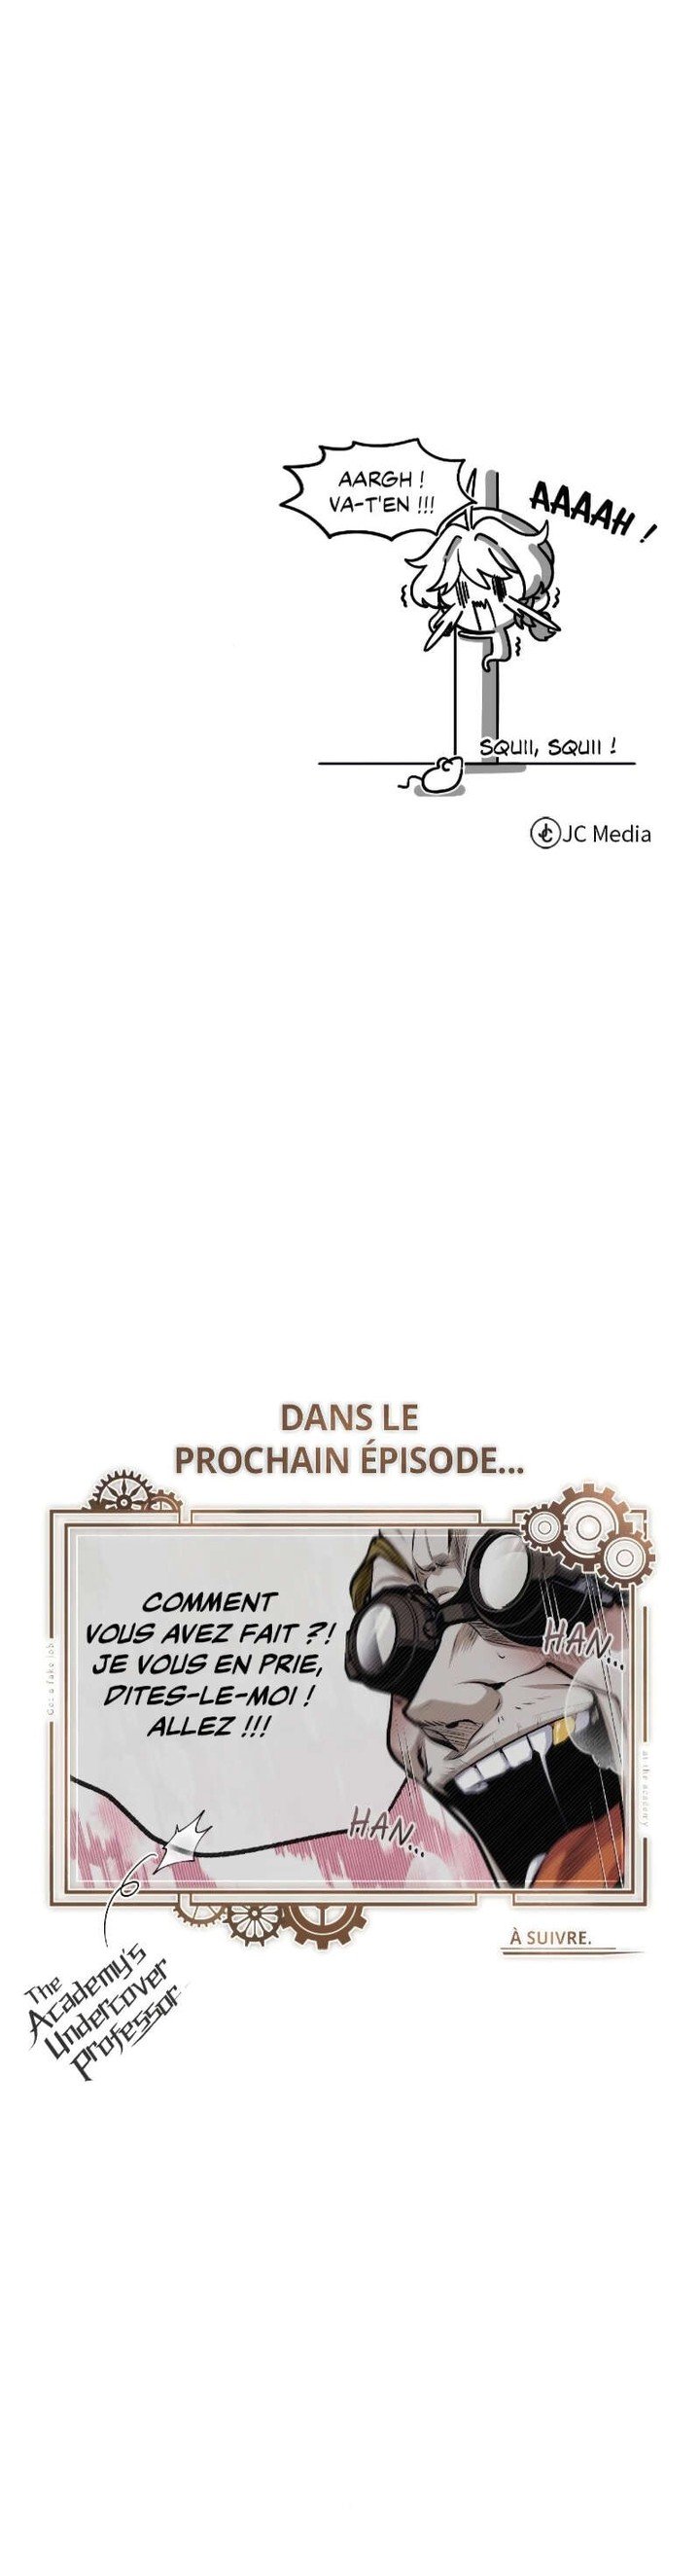 AARGH !
VA-T'EN !!!
AAAAH !
SQUII, SQUII !
JC Media
DANS LE
PROCHAIN ÉPISODE...
COMMENT
VOUS AVEZ FAIT ?!
JE VOUS EN PRIE,
DITES-LE-MOI !
ALLEZ !!!
HAN...
HAN...
Got a fake job
at the academy
À SUIVRE.
The
Academy's
Undercover
Professor